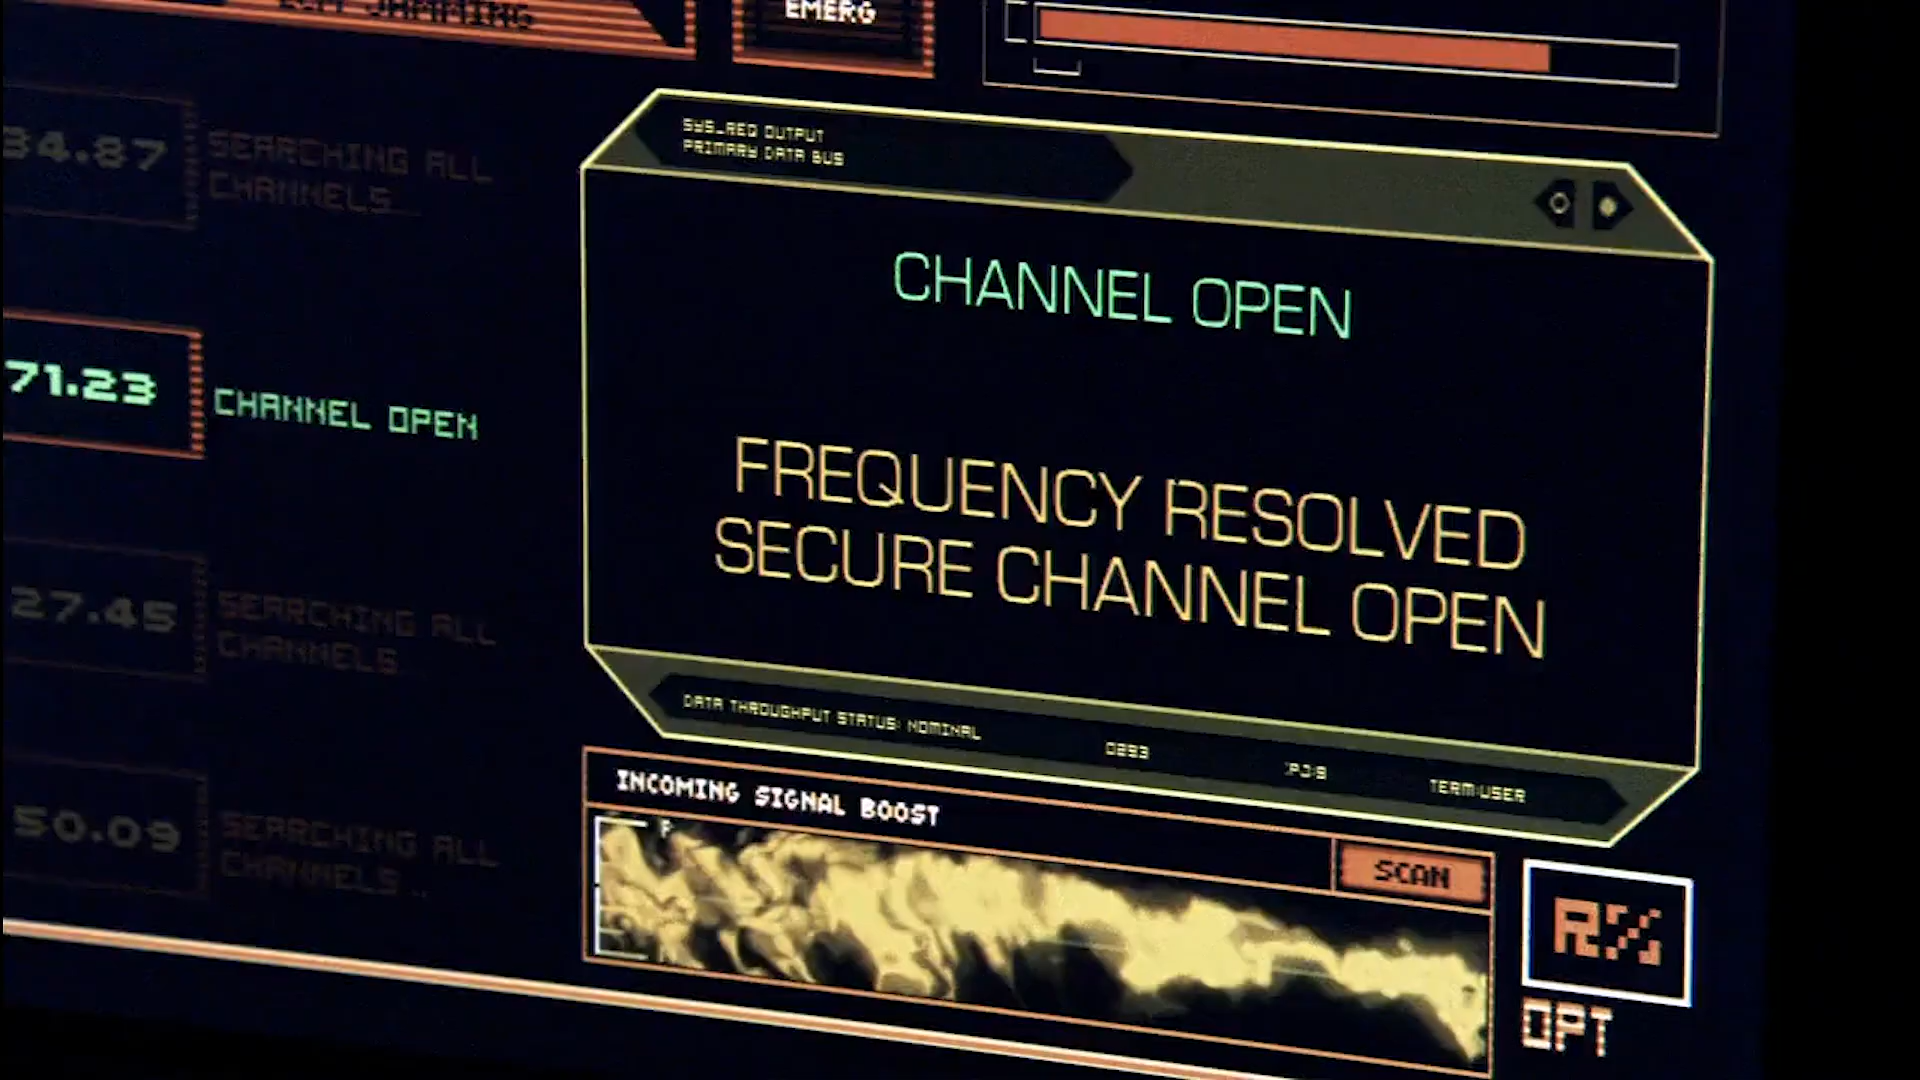 EMERG
34.87
SEARCHING ALL
CHANNELS
71.23
CHANNEL OPEN
27.45
SEARCHING ALL
CHANNELS
50.09
SEARCHING ALL
CHANNELS ..
SYS_REQ OUTPUT
PRIMARY DATA BUS
CHANNEL OPEN
FREQUENCY RESOLVED
SECURE CHANNEL OPEN
DATA THROUGHPUT STATUS: NOMINAL
0293
TERM:USER
INCOMING SIGNAL BOOST
SCAN
R%
OPT